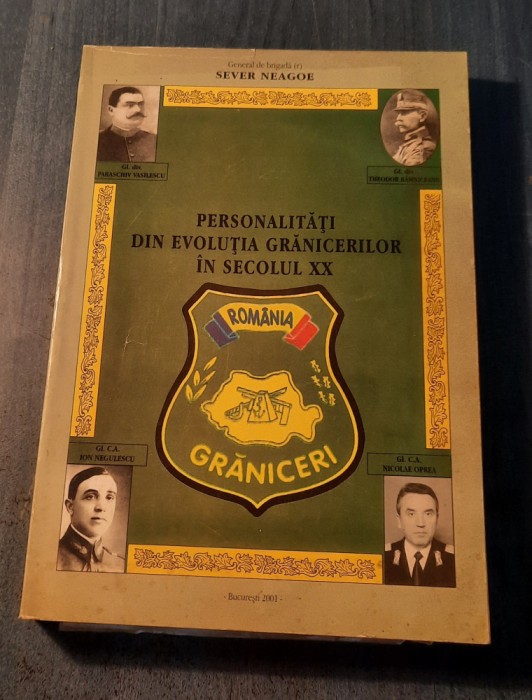 General de brigadă (r)
SEVER NEAGOE
Gl. div.
PARASCHIV VASILESCU
Gl. div.
THEODOR
PERSONALITĂȚI
DIN EVOLUȚIA GRĂNICERILOR
ÎN SECOLUL XX
ROMÂNIA
GRĂNICERI
Gl. C.A.
ION NEGULESCU
Gl. C.A.
NICOLAE OPREA
- București 2001 -